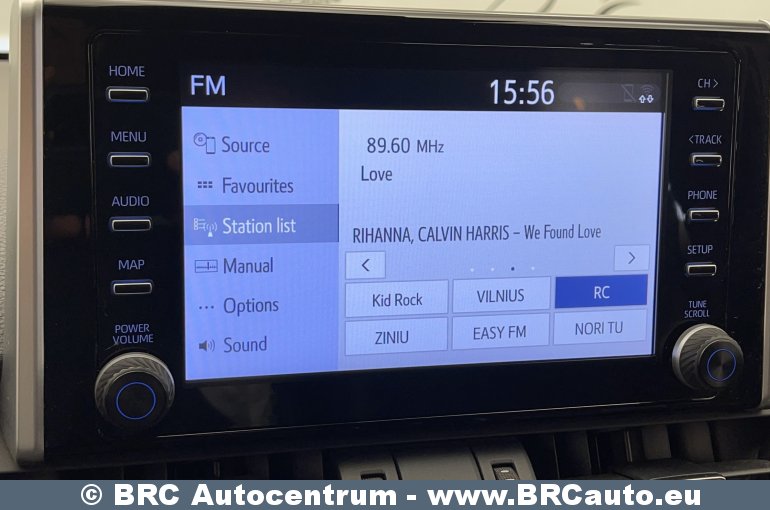 HOME
MENU
AUDIO
MAP
POWER
VOLUME
FM
15:56
Source
Favourites
Station list
Manual
Options
Sound
89.60 MHz
Love
RIHANNA, CALVIN HARRIS – We Found Love
<
>
Kid Rock
VILNIUS
RC
ZINIU
EASY FM
NORI TU
CH >
< TRACK
PHONE
SETUP
TUNE
SCROLL
© BRC Autocentrum - www.BRCauto.eu